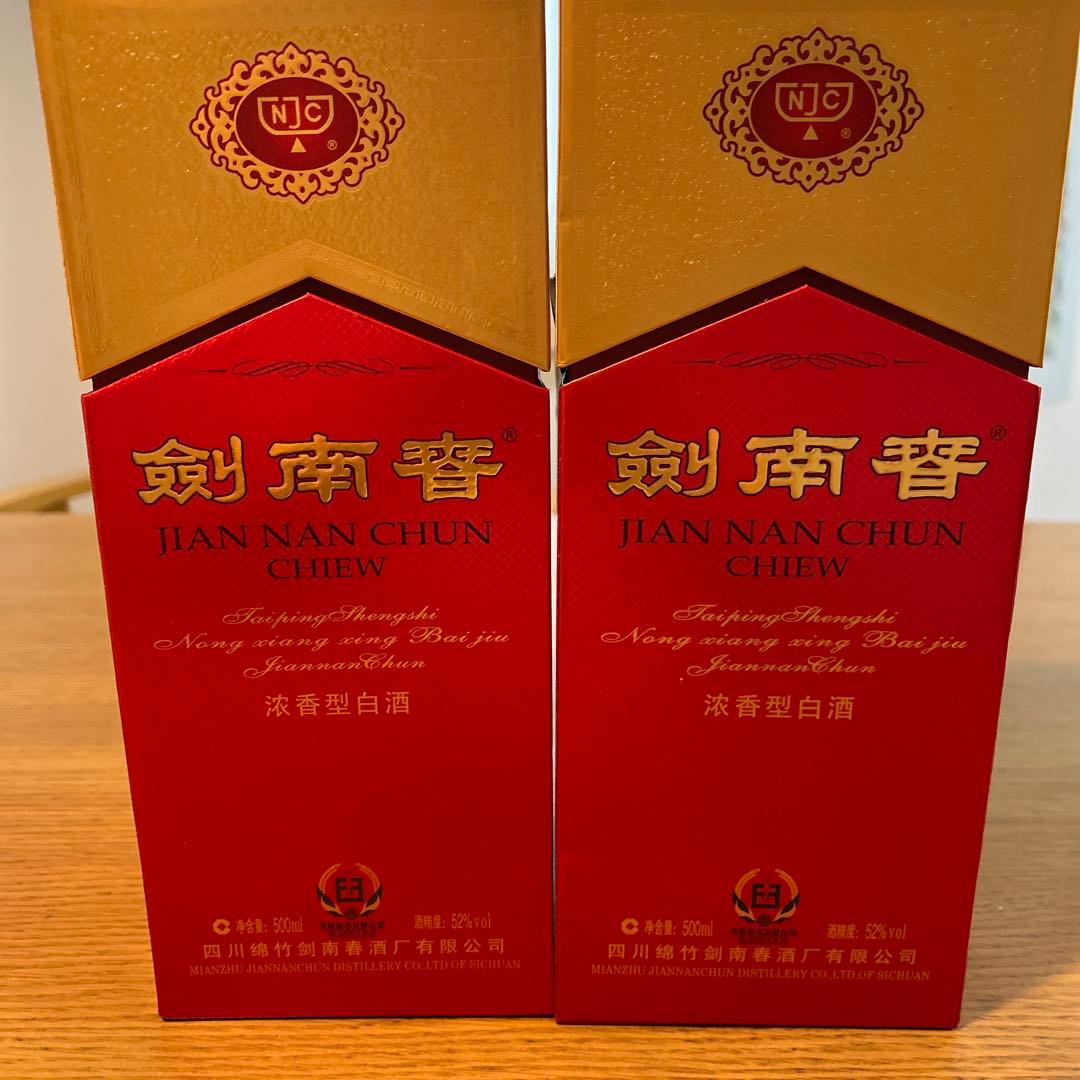 NJC
®
劍南春®
JIAN NAN CHUN
CHIEW
Taiping Shengshi
Nong xiang xing Bai jiu
JiannanChun
浓香型白酒
净含量: 500ml
酒精度: 52%vol
四川绵竹剑南春酒厂有限公司
MIANZHU JIANNANCHUN DISTILLERY CO.,LTD OF SICHUAN
NJC
®
劍南春®
JIAN NAN CHUN
CHIEW
Taiping Shengshi
Nong xiang xing Bai jiu
JiannanChun
浓香型白酒
净含量: 500ml
酒精度: 52%vol
四川绵竹剑南春酒厂有限公司
MIANZHU JIANNANCHUN DISTILLERY CO.,LTD OF SICHUAN